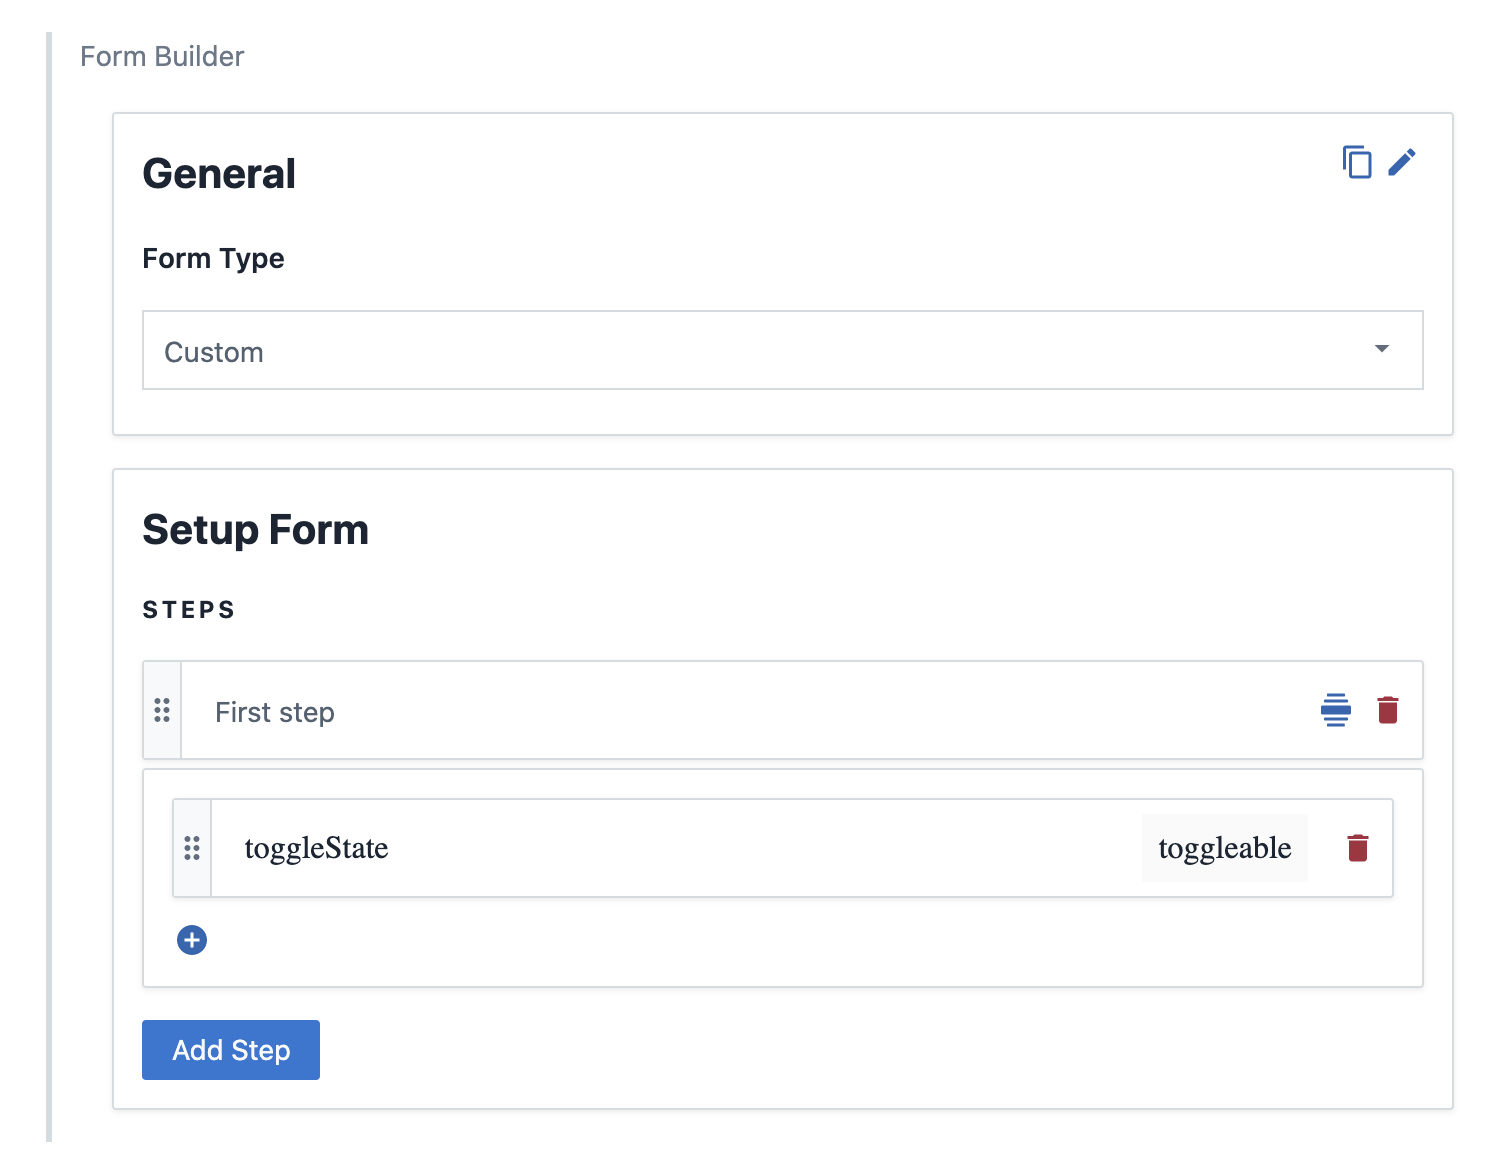 Form Builder
General
Form Type
Custom
Setup Form
STEPS
First step
toggleState toggleable
Add Step